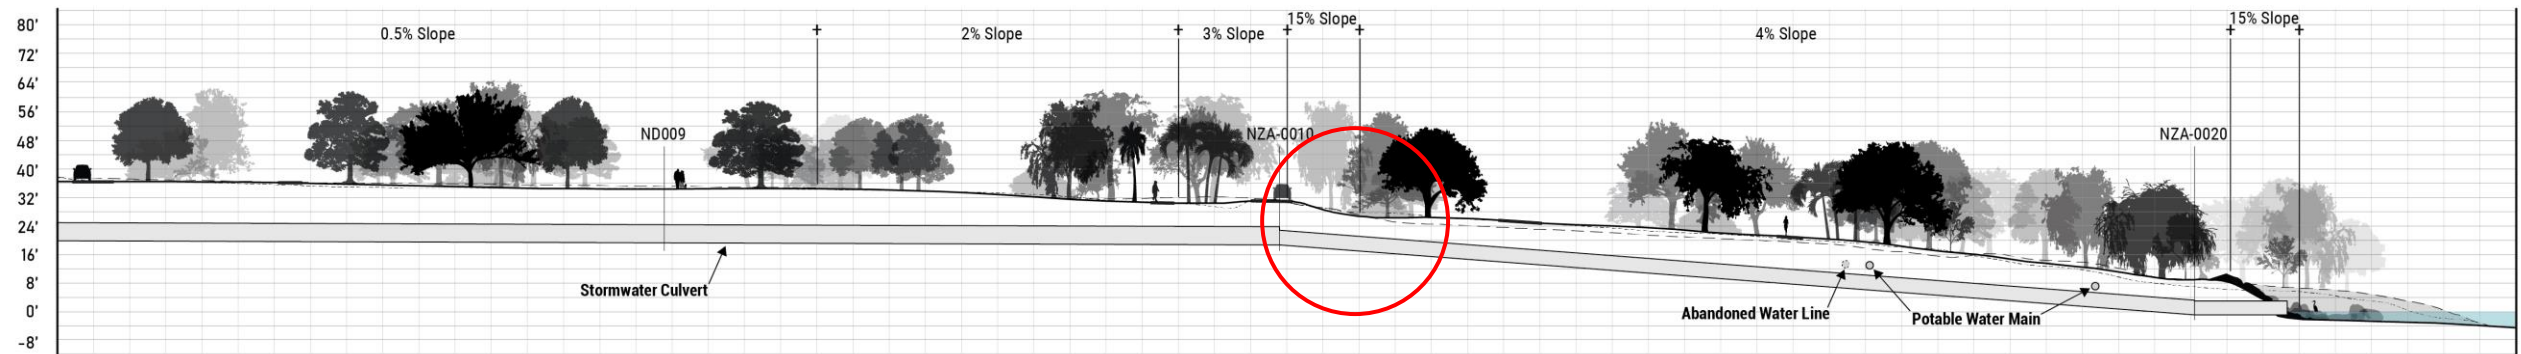 80'
72'
64'
56'
48'
40'
32'
24'
16'
8'
0'
-8'
0.5% Slope
2% Slope
3% Slope
15% Slope
4% Slope
15% Slope
ND009
NZA-0010
NZA-0020
Stormwater Culvert
Abandoned Water Line
Potable Water Main